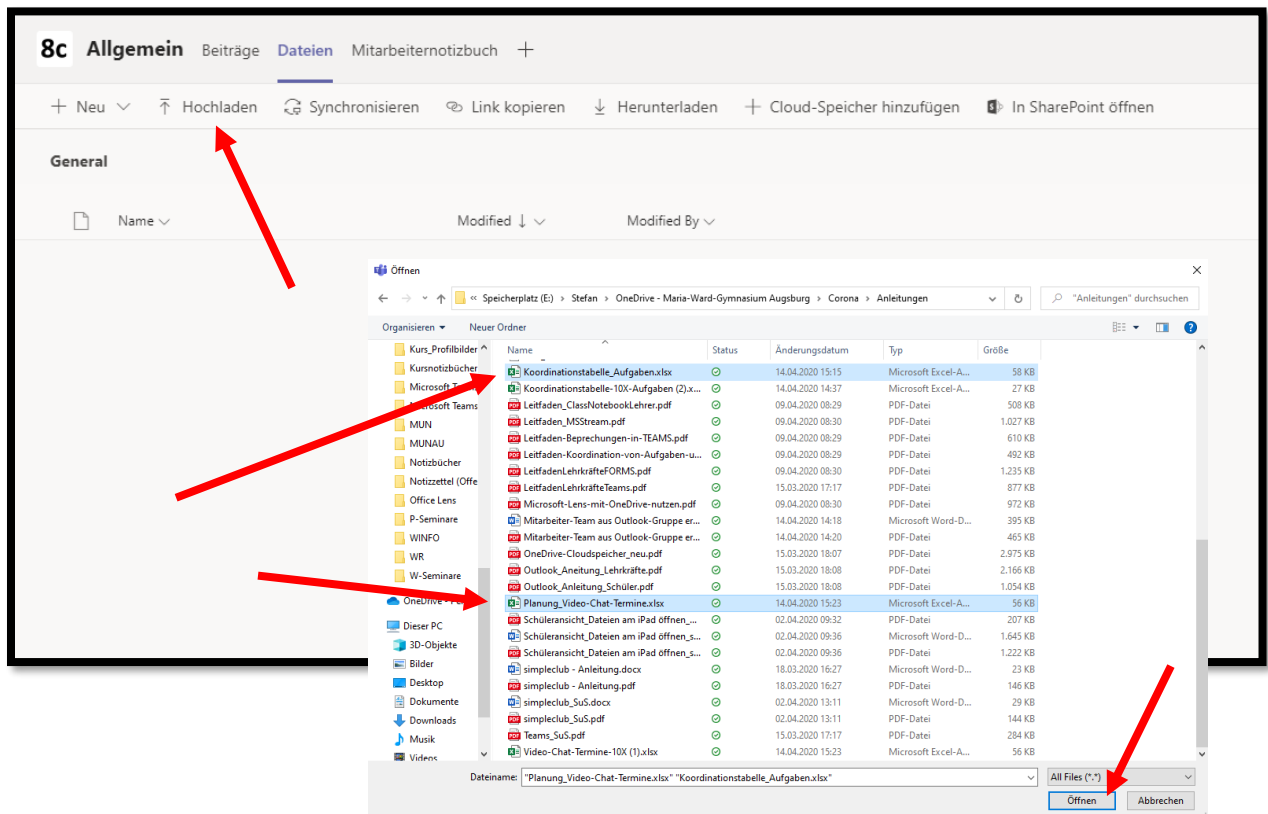 8c Allgemein Beiträge Dateien Mitarbeiternotizbuch
Neu Hochladen Synchronisieren Link kopieren Herunterladen Cloud-Speicher hinzufügen In SharePoint öffnen
General
Name Modified Modified By
Öffnen
« Speicherplatz (E:) › Stefan › OneDrive - Maria-Ward-Gymnasium Augsburg › Corona › Anleitungen "Anleitungen" durchsuchen
Organisieren Neuer Ordner
Name Status Änderungsdatum Typ Größe
Kurs_Profilbilder
Kursnotizbücher
Microsoft
Microsoft Teams
MUN
MUNAU
Notizbücher
Notizzettel (Offe
Office Lens
P-Seminare
WINFO
WR
W-Seminare
OneDrive
Dieser PC
3D-Objekte
Bilder
Desktop
Dokumente
Downloads
Musik
Videos
Koordinationstabelle_Aufgaben.xlsx 14.04.2020 15:15 Microsoft Excel-A... 58 KB
Koordinationstabelle-10X-Aufgaben (2).x... 14.04.2020 14:37 Microsoft Excel-A... 27 KB
Leitfaden_ClassNotebookLehrer.pdf 09.04.2020 08:29 PDF-Datei 508 KB
Leitfaden_MSStream.pdf 09.04.2020 08:30 PDF-Datei 1.027 KB
Leitfaden-Beprechungen-in-TEAMS.pdf 09.04.2020 08:29 PDF-Datei 610 KB
Leitfaden-Koordination-von-Aufgaben-u... 09.04.2020 08:29 PDF-Datei 492 KB
LeitfadenLehrkräfteFORMS.pdf 09.04.2020 08:30 PDF-Datei 1.235 KB
LeitfadenLehrkräfteTeams.pdf 15.03.2020 17:17 PDF-Datei 877 KB
Microsoft-Lens-mit-OneDrive-nutzen.pdf 09.04.2020 08:30 PDF-Datei 972 KB
Mitarbeiter-Team aus Outlook-Gruppe er... 14.04.2020 14:18 Microsoft Word-D... 395 KB
Mitarbeiter-Team aus Outlook-Gruppe er... 14.04.2020 14:20 PDF-Datei 465 KB
OneDrive-Cloudspeicher_neu.pdf 15.03.2020 18:07 PDF-Datei 2.975 KB
Outlook_Aneitung_Lehrkräfte.pdf 15.03.2020 18:08 PDF-Datei 2.166 KB
Outlook_Anleitung_Schüler.pdf 15.03.2020 18:08 PDF-Datei 1.054 KB
Planung_Video-Chat-Termine.xlsx 14.04.2020 15:23 Microsoft Excel-A... 56 KB
Schüleransicht_Dateien am iPad öffnen_... 02.04.2020 09:32 PDF-Datei 207 KB
Schüleransicht_Dateien am iPad öffnen_s... 02.04.2020 09:36 Microsoft Word-D... 1.645 KB
Schüleransicht_Dateien am iPad öffnen_s... 02.04.2020 09:36 PDF-Datei 1.222 KB
simpleclub - Anleitung.docx 18.03.2020 16:27 Microsoft Word-D... 23 KB
simpleclub - Anleitung.pdf 18.03.2020 16:27 PDF-Datei 146 KB
simpleclub_SuS.docx 02.04.2020 13:11 Microsoft Word-D... 29 KB
simpleclub_SuS.pdf 02.04.2020 13:11 PDF-Datei 144 KB
Teams_SuS.pdf 15.03.2020 17:17 PDF-Datei 284 KB
Video-Chat-Termine-10X (1).xlsx 14.04.2020 15:23 Microsoft Excel-A... 56 KB
Dateiname: "Planung_Video-Chat-Termine.xlsx" "Koordinationstabelle_Aufgaben.xlsx" All Files (*.*)
Öffnen Abbrechen